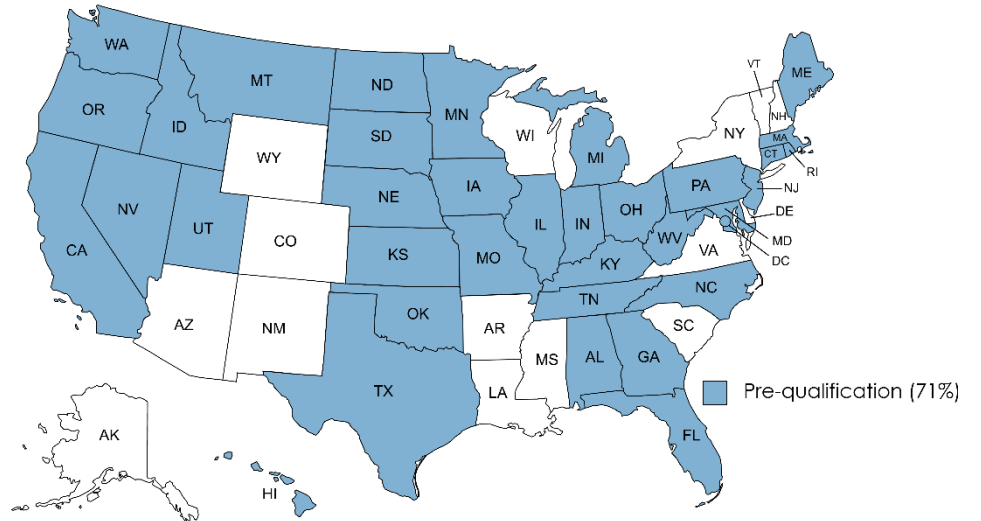 WA
MT
ND
MN
VT
ME
OR
ID
SD
WI
NY
NH
MA
WY
MI
CT
RI
IA
PA
NJ
NE
NV
UT
IL
IN
OH
DE
CA
CO
WV
MD
VA
KS
MO
DC
KY
NC
TN
OK
AZ
NM
AR
SC
MS
AL
GA
TX
LA
Pre-qualification (71%)
AK
FL
HI